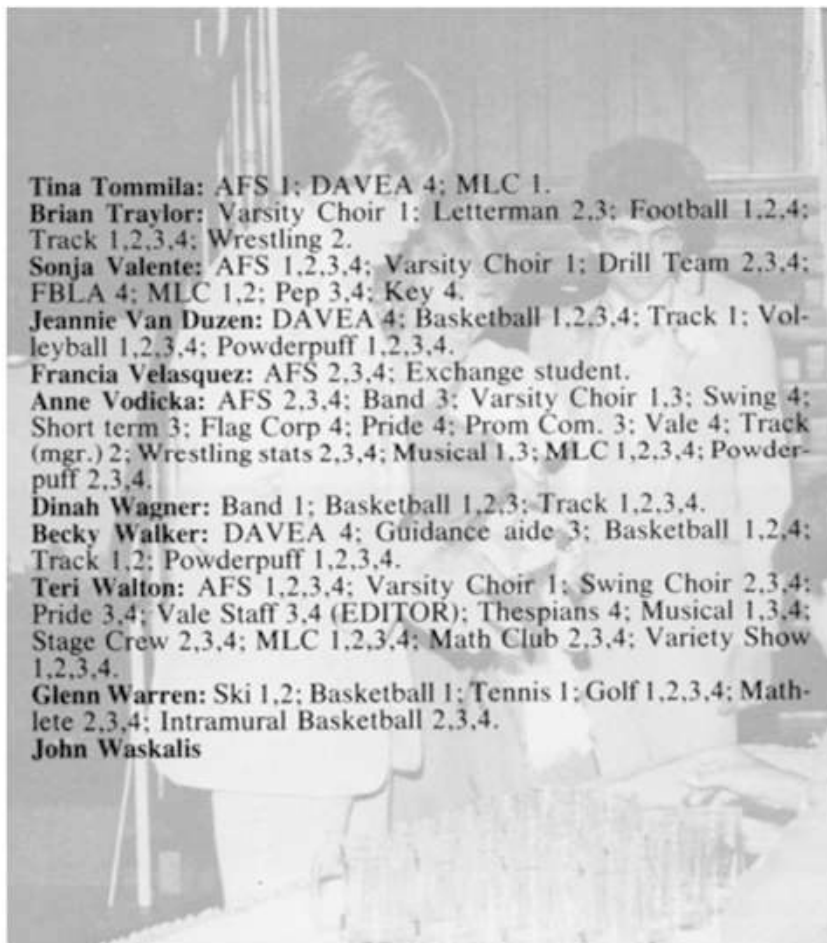 Tina Tommila: AFS 1; DAVEA 4; MLC 1.
Brian Traylor: Varsity Choir 1; Letterman 2,3; Football 1,2,4;
Track 1,2,3,4; Wrestling 2.
Sonja Valente: AFS 1,2,3,4; Varsity Choir 1; Drill Team 2,3,4;
FBLA 4; MLC 1,2; Pep 3,4; Key 4.
Jeannie Van Duzen: DAVEA 4; Basketball 1,2,3,4; Track 1; Vol-
leyball 1,2,3,4; Powderpuff 1,2,3,4.
Francia Velasquez: AFS 2,3,4; Exchange student.
Anne Vodicka: AFS 2,3,4; Band 3; Varsity Choir 1,3; Swing 4;
Short term 3; Flag Corp 4; Pride 4; Prom Com. 3; Vale 4; Track
(mgr.) 2; Wrestling stats 2,3,4; Musical 1,3; MLC 1,2,3,4; Powder-
puff 2,3,4.
Dinah Wagner: Band 1; Basketball 1,2,3; Track 1,2,3,4.
Becky Walker: DAVEA 4; Guidance aide 3; Basketball 1,2,4;
Track 1,2; Powderpuff 1,2,3,4.
Teri Walton: AFS 1,2,3,4; Varsity Choir 1; Swing Choir 2,3,4;
Pride 3,4; Vale Staff 3,4 (EDITOR); Thespians 4; Musical 1,3,4;
Stage Crew 2,3,4; MLC 1,2,3,4; Math Club 2,3,4; Variety Show
1,2,3,4.
Glenn Warren: Ski 1,2; Basketball 1; Tennis 1; Golf 1,2,3,4; Math-
lete 2,3,4; Intramural Basketball 2,3,4.
John Waskalis